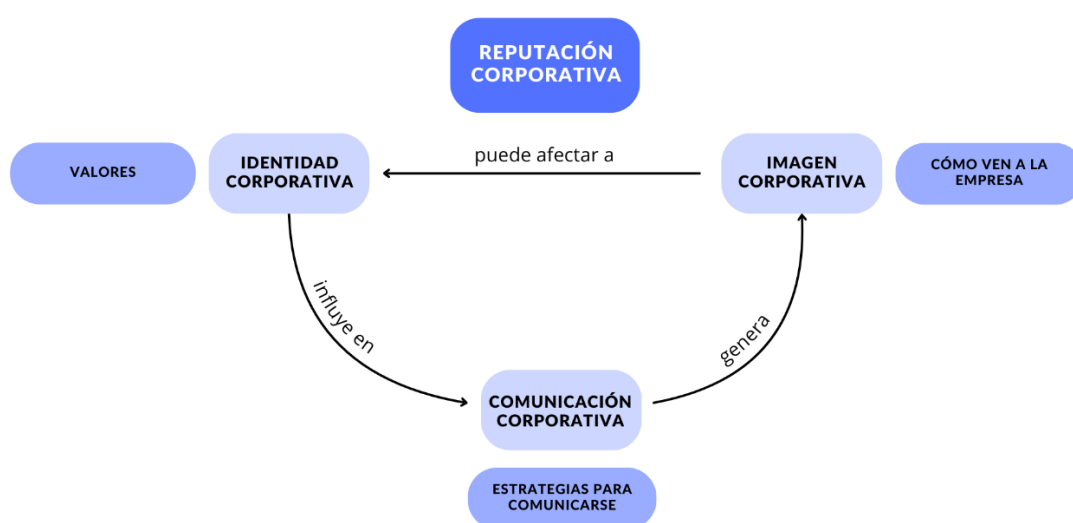 REPUTACIÓN
CORPORATIVA
puede afectar a
VALORES
IDENTIDAD
CORPORATIVA
IMAGEN
CORPORATIVA
CÓMO VEN A LA
EMPRESA
influye en
genera
COMUNICACIÓN
CORPORATIVA
ESTRATEGIAS PARA
COMUNICARSE